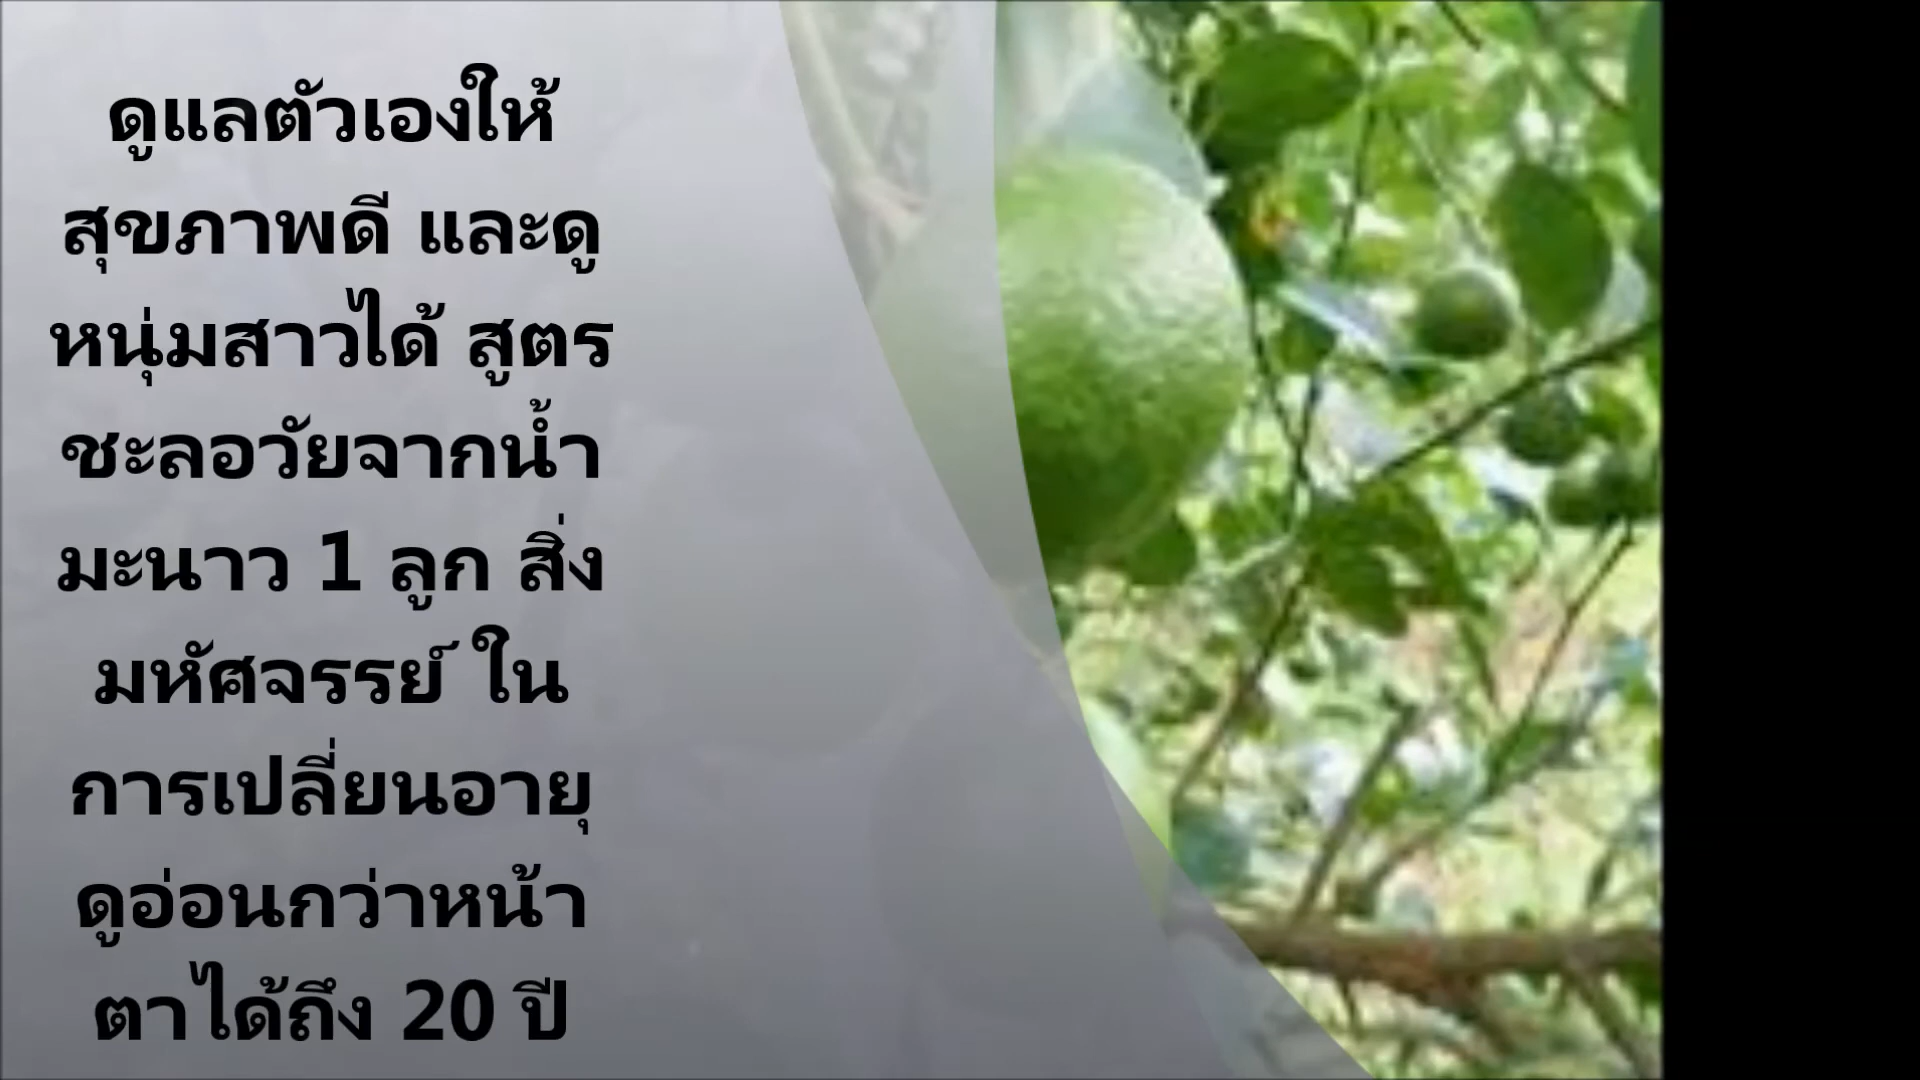 ดูแลตัวเองให้
สุขภาพดี และดู
หนุ่มสาวได้ สูตร
ชะลอวัยจากน้ำ
มะนาว 1 ลูก สิ่ง
มหัศจรรย์ ใน
การเปลี่ยนอายุ
ดูอ่อนกว่าหน้า
ตาได้ถึง 20 ปี